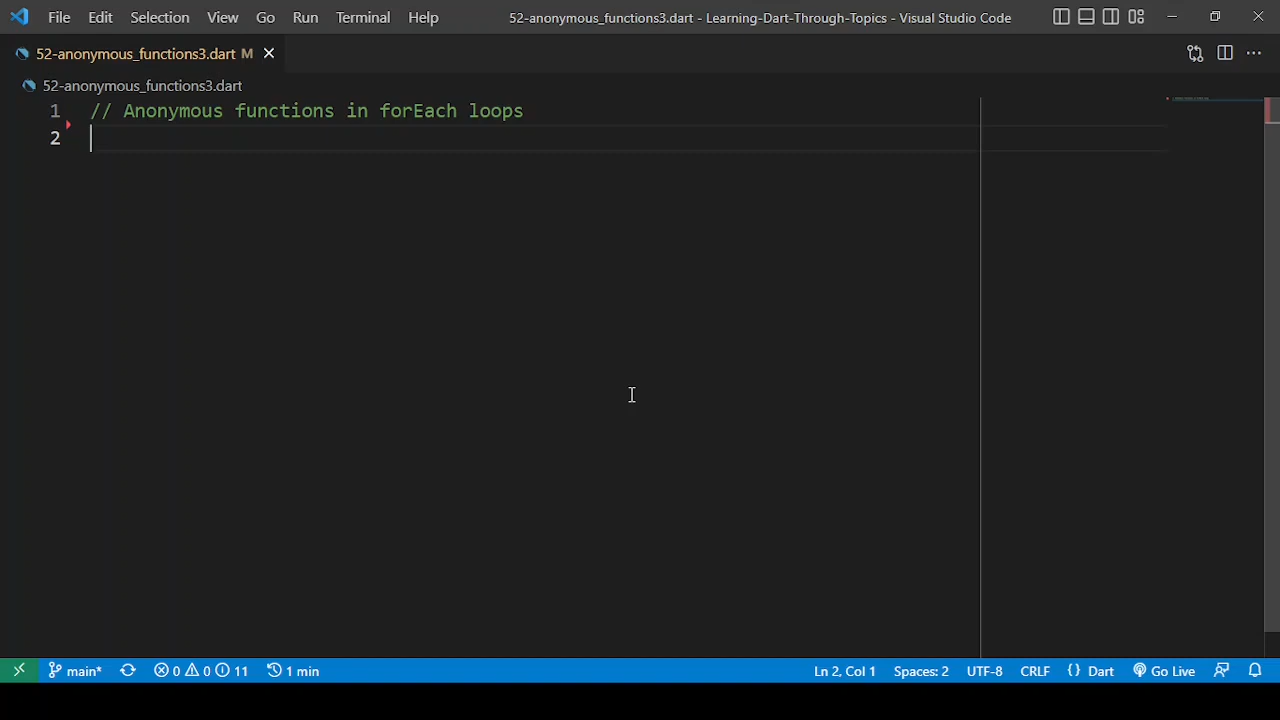 File Edit Selection View Go Run Terminal Help 52-anonymous_functions3.dart - Learning-Dart-Through-Topics - Visual Studio Code
52-anonymous_functions3.dart M
52-anonymous_functions3.dart
1 // Anonymous functions in forEach loops
2
main* 0 0 11 1 min Ln 2, Col 1 Spaces: 2 UTF-8 CRLF {} Dart Go Live